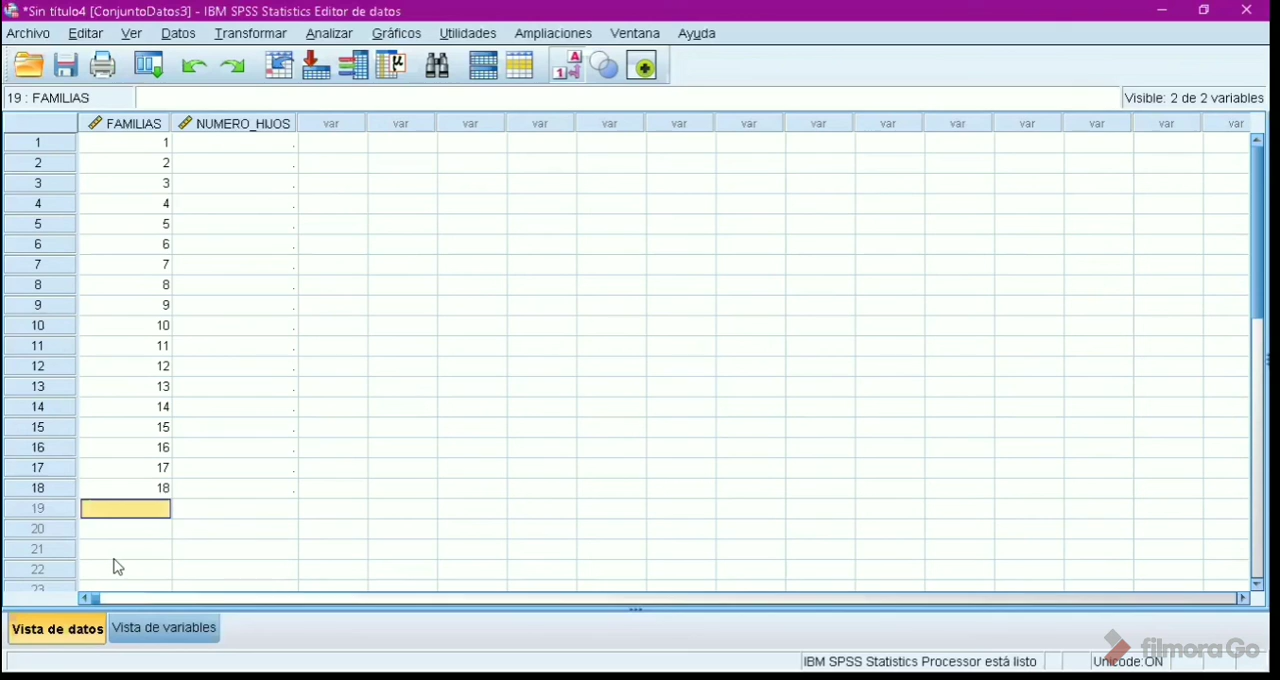 *Sin título4 [ConjuntoDatos3] - IBM SPSS Statistics Editor de datos
Archivo Editar Ver Datos Transformar Analizar Gráficos Utilidades Ampliaciones Ventana Ayuda
19 : FAMILIAS Visible: 2 de 2 variables
FAMILIAS NUMERO_HIJOS var var var var var var var var var var var var var var
1 1 .
2 2 .
3 3 .
4 4 .
5 5 .
6 6 .
7 7 .
8 8 .
9 9 .
10 10 .
11 11 .
12 12 .
13 13 .
14 14 .
15 15 .
16 16 .
17 17 .
18 18 .
19
20
21
22
23
Vista de datos Vista de variables
filmoraGo
IBM SPSS Statistics Processor está listo Unicode:ON